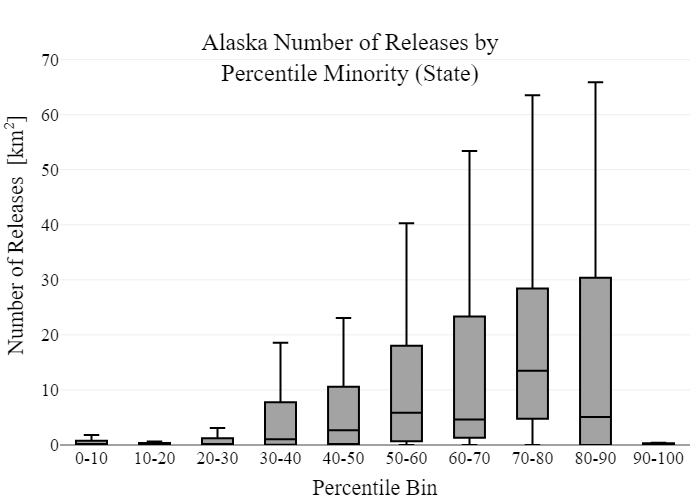 Alaska Number of Releases by
Percentile Minority (State)
Number of Releases [km²]
70
60
50
40
30
20
10
0
0-10 10-20 20-30 30-40 40-50 50-60 60-70 70-80 80-90 90-100
Percentile Bin